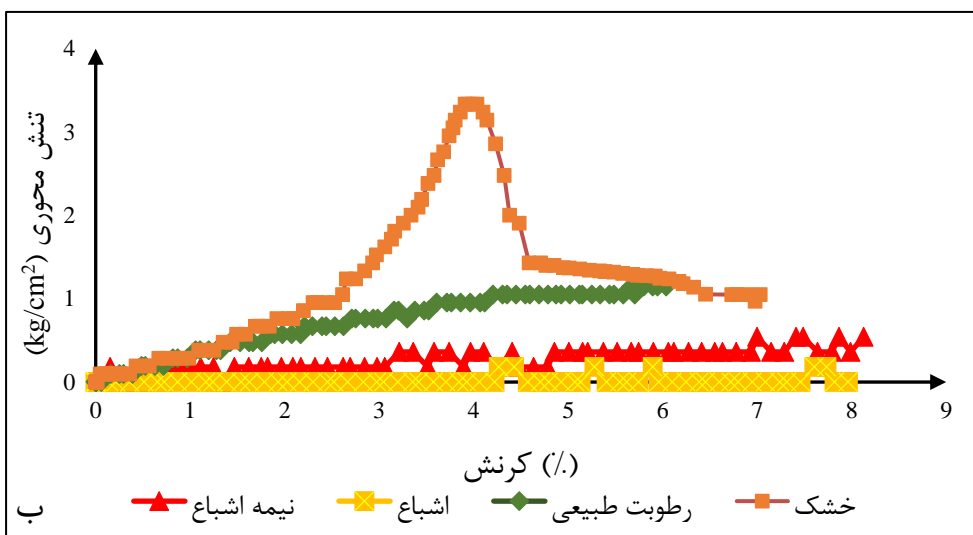 4
3
2
1
0
تنش محوری (kg/cm²)
0 1 2 3 4 5 6 7 8 9
کرنش (٪)
خشک رطوبت طبیعی اشباع نیمه اشباع
ب